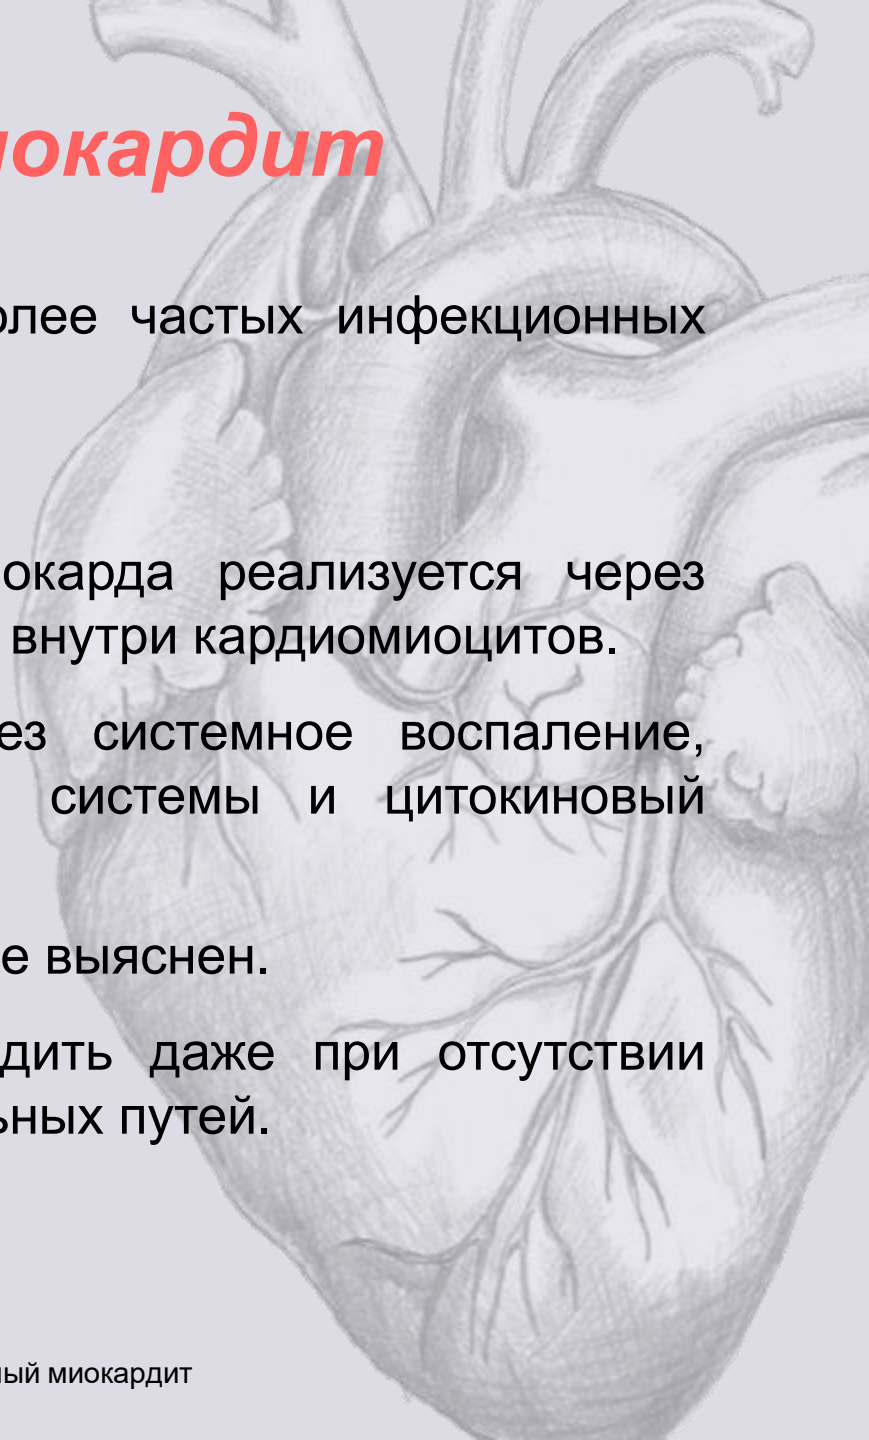 иокардит
олее частых инфекционных
окарда реализуется через
внутри кардиомиоцитов.
ез системное воспаление,
системы и цитокиновый
е выяснен.
дить даже при отсутствии
ьных путей.
ый миокардит